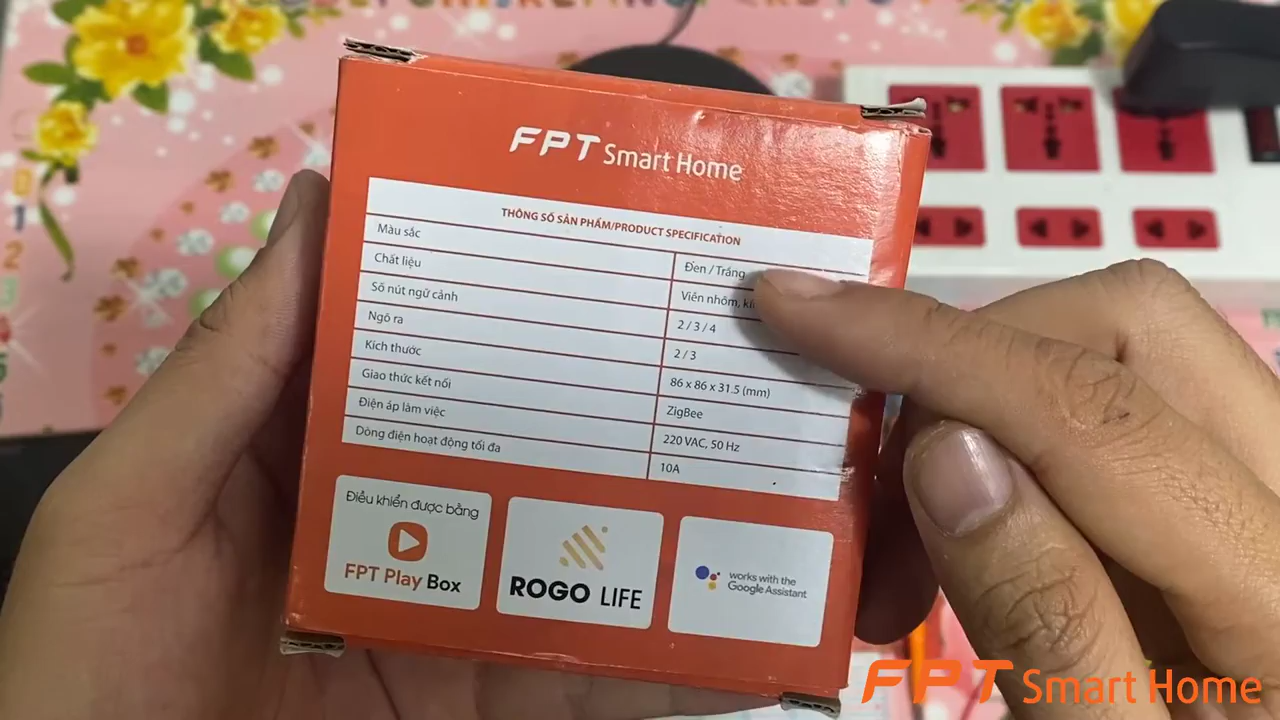 FPT Smart Home
THÔNG SỐ SẢN PHẨM/PRODUCT SPECIFICATION
Màu sắc
Đen / Trắng
Chất liệu
Viền nhôm,
Số nút ngữ cảnh
2 / 3 / 4
Ngõ ra
2 / 3
Kích thước
86 x 86 x 31.5 (mm)
Giao thức kết nối
ZigBee
Điện áp làm việc
220 VAC, 50 Hz
Dòng điện hoạt động tối đa
10A
Điều khiển được bằng
FPT Play Box
ROGO LIFE
works with the
Google Assistant
FPT Smart Home